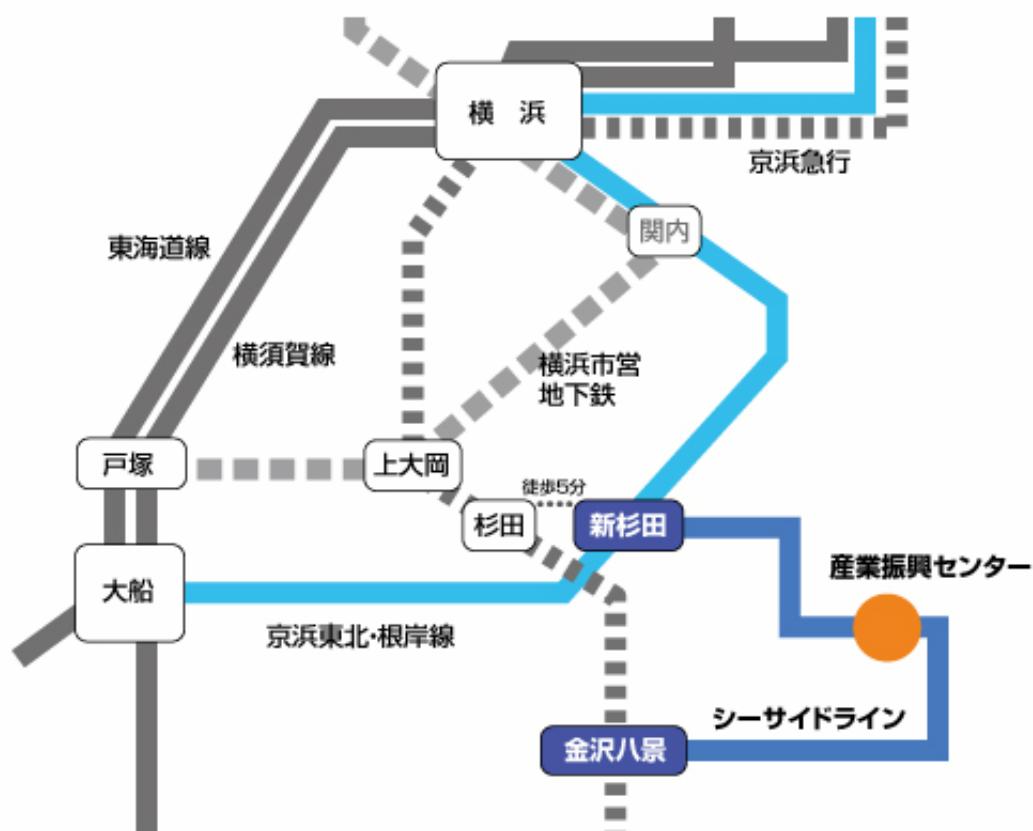 横　浜
京浜急行
関内
東海道線
横須賀線
横浜市営
地下鉄
戸塚
上大岡
徒歩5分
杉田
新杉田
産業振興センター
大船
京浜東北・根岸線
シーサイドライン
金沢八景